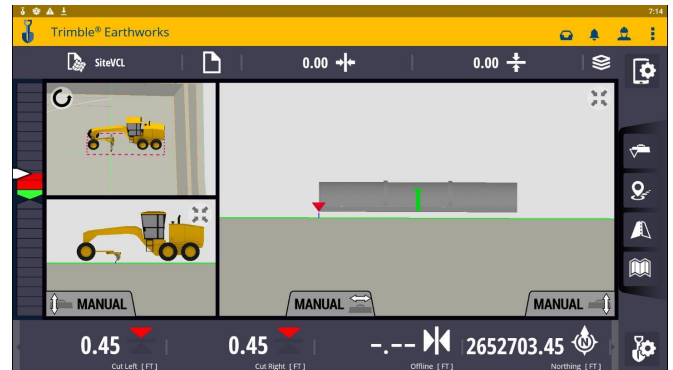 7:14
Trimble® Earthworks
SiteVCL
0.00
0.00
MANUAL
MANUAL
MANUAL
0.45
Cut Left [FT]
0.45
Cut Right [FT]
-.--
Offline [FT]
2652703.45
Northing [FT]